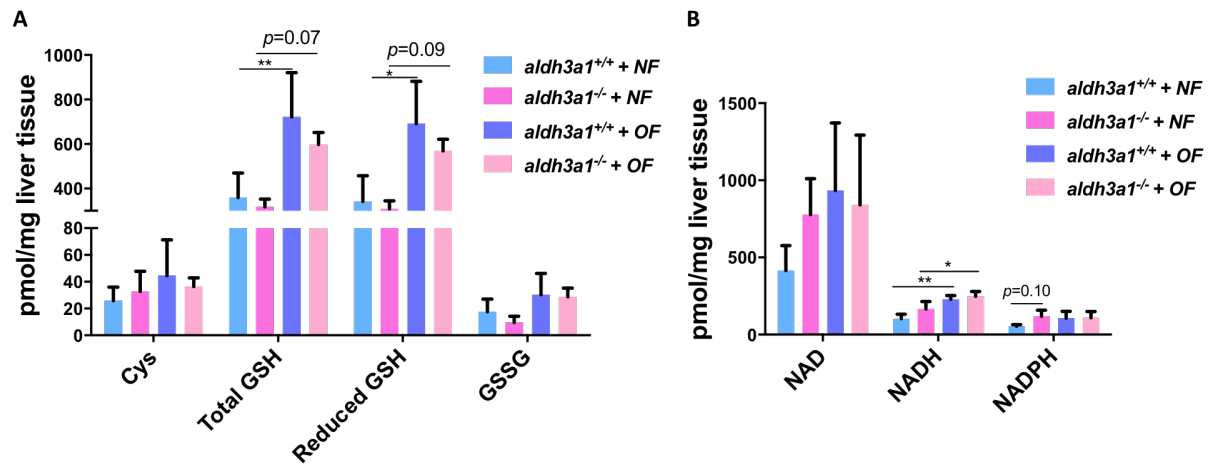 A
pmol/mg liver tissue
1000
800
600
400
80
60
40
20
0
p=0.07
**
p=0.09
*
Cys
Total GSH
Reduced GSH
GSSG
aldh3a1+/+ + NF
aldh3a1-/- + NF
aldh3a1+/+ + OF
aldh3a1-/- + OF
B
pmol/mg liver tissue
1500
1000
500
0
*
**
p=0.10
NAD
NADH
NADPH
aldh3a1+/+ + NF
aldh3a1-/- + NF
aldh3a1+/+ + OF
aldh3a1-/- + OF